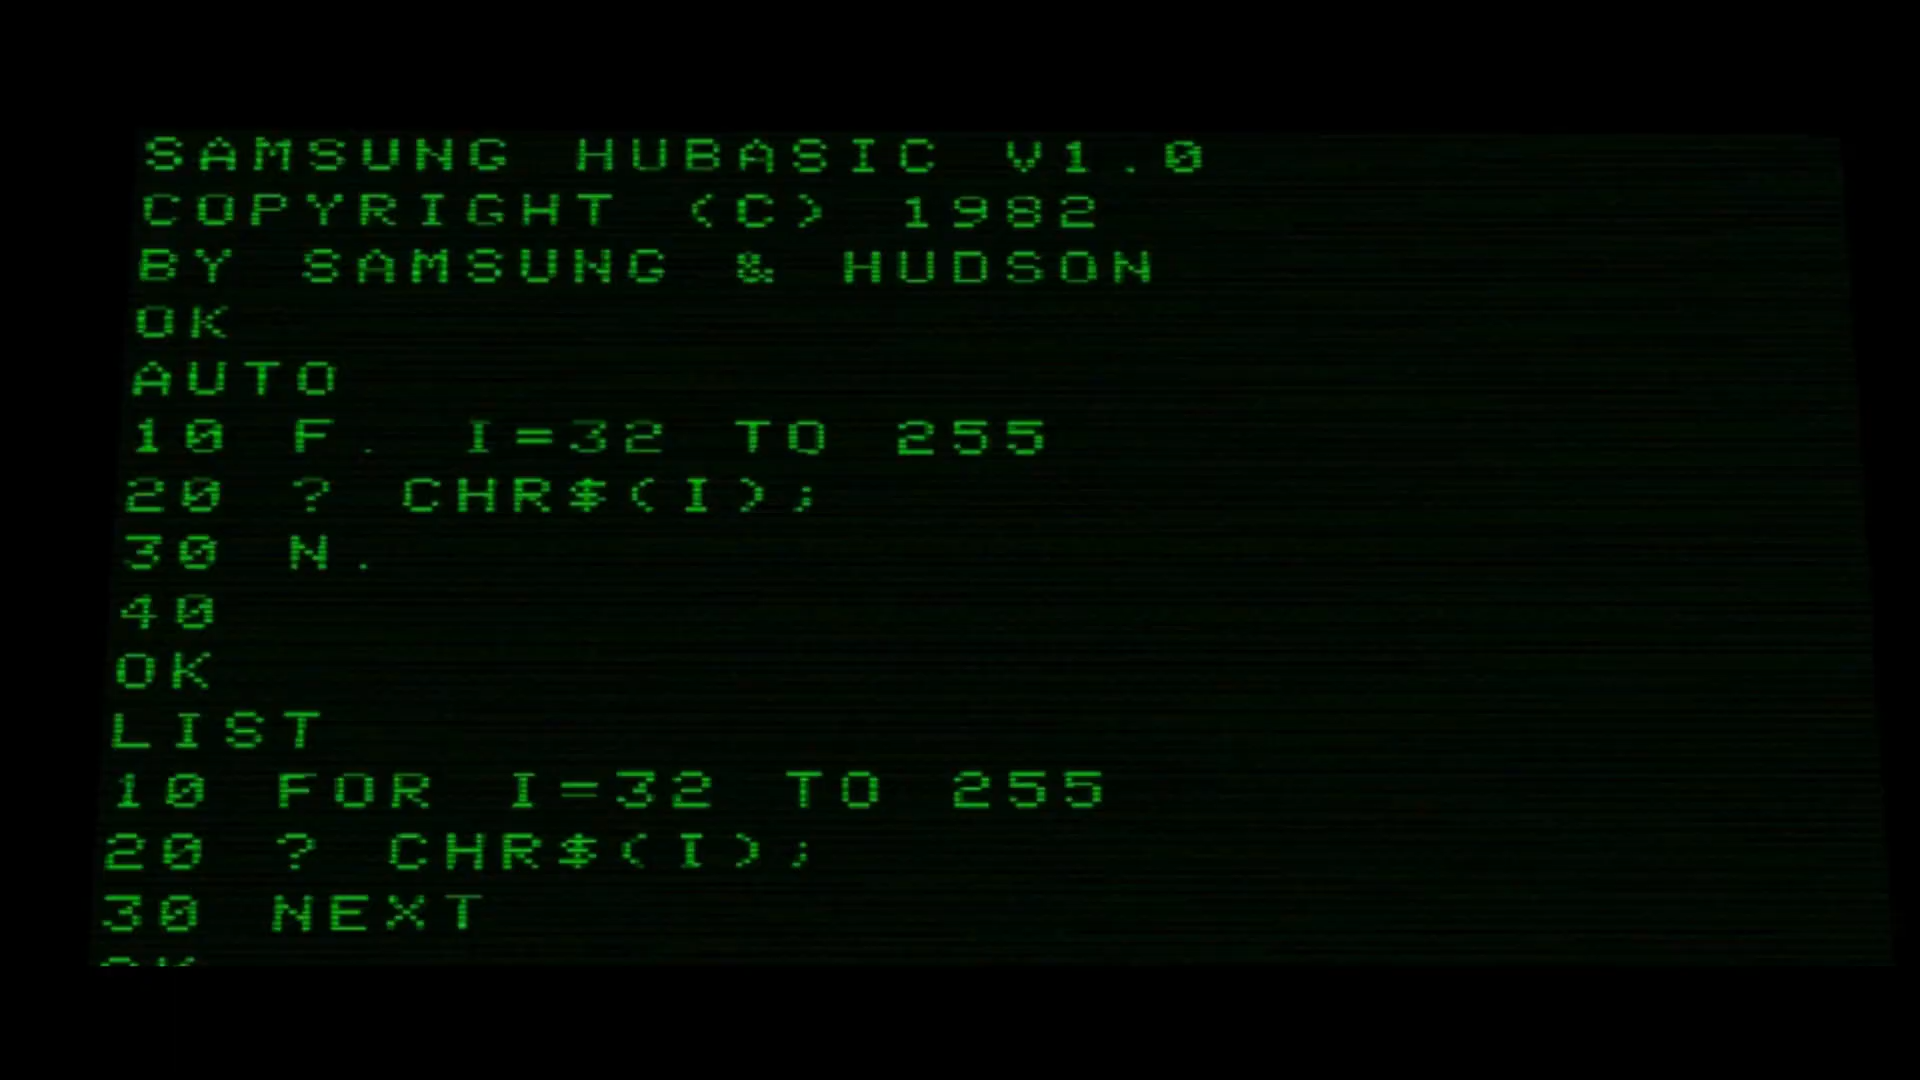 SAMSUNG HUBASIC V1.0
COPYRIGHT (C) 1982
BY SAMSUNG & HUDSON
OK
AUTO
10 F. I=32 TO 255
20 ? CHR$(I);
30 N.
40
OK
LIST
10 FOR I=32 TO 255
20 ? CHR$(I);
30 NEXT
OK